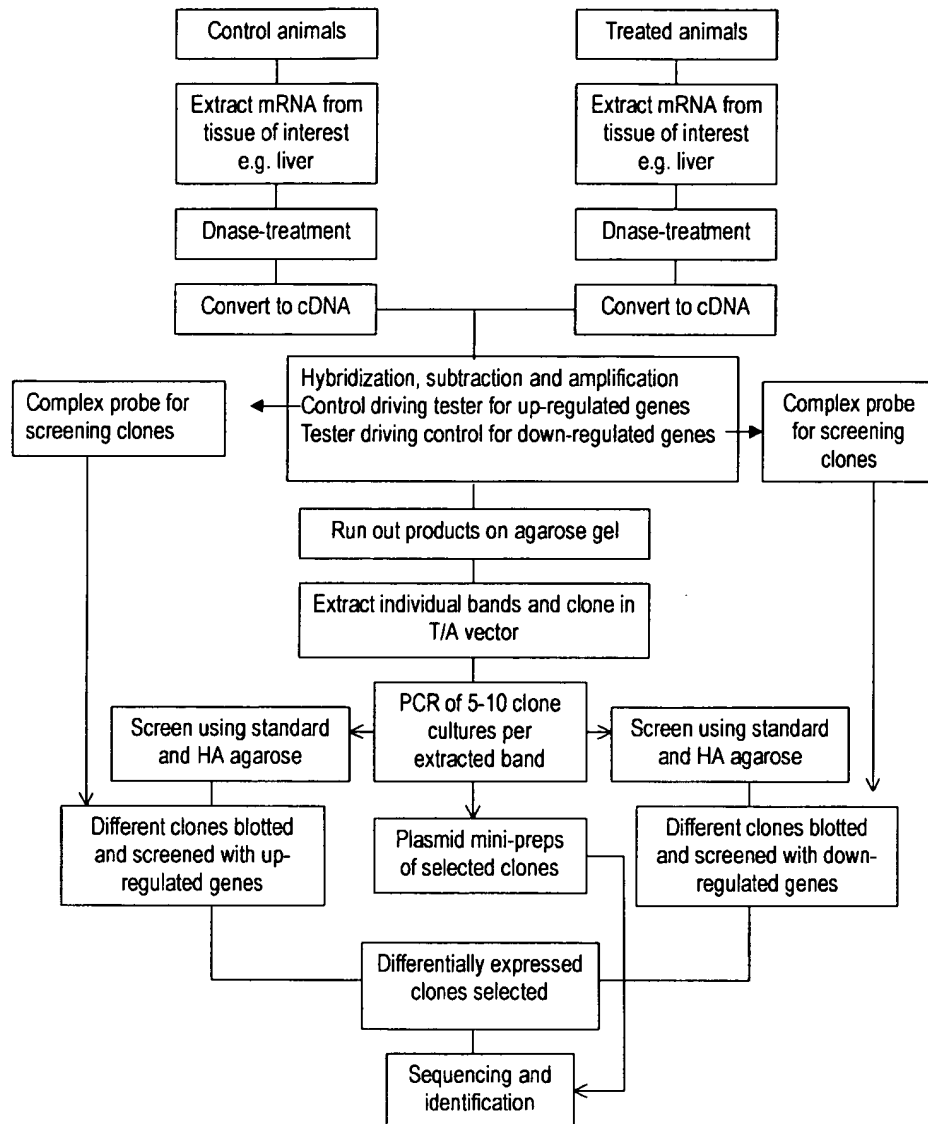 Control animals
Treated animals
Extract mRNA from
tissue of interest
e.g. liver
Extract mRNA from
tissue of interest
e.g. liver
Dnase-treatment
Dnase-treatment
Convert to cDNA
Convert to cDNA
Hybridization, subtraction and amplification
Control driving tester for up-regulated genes
Tester driving control for down-regulated genes
Complex probe for
screening clones
Complex probe
for screening
clones
Run out products on agarose gel
Extract individual bands and clone in
T/A vector
PCR of 5-10 clone
cultures per
extracted band
Screen using standard
and HA agarose
Screen using standard
and HA agarose
Different clones blotted
and screened with up-
regulated genes
Plasmid mini-preps
of selected clones
Different clones blotted
and screened with down-
regulated genes
Differentially expressed
clones selected
Sequencing and
identification